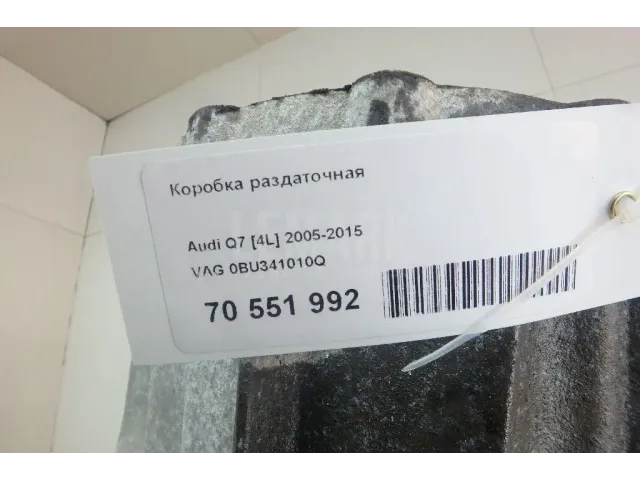 Коробка раздаточная
Audi Q7 [4L] 2005-2015
VAG 0BU341010Q
70 551 992